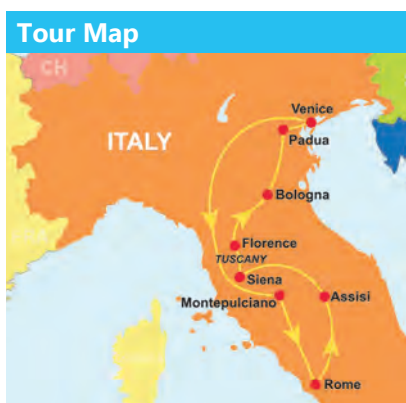 Tour Map
CH
ITALY
Venice
Padua
Bologna
Florence
TUSCANY
Siena
Montepulciano
Assisi
Rome